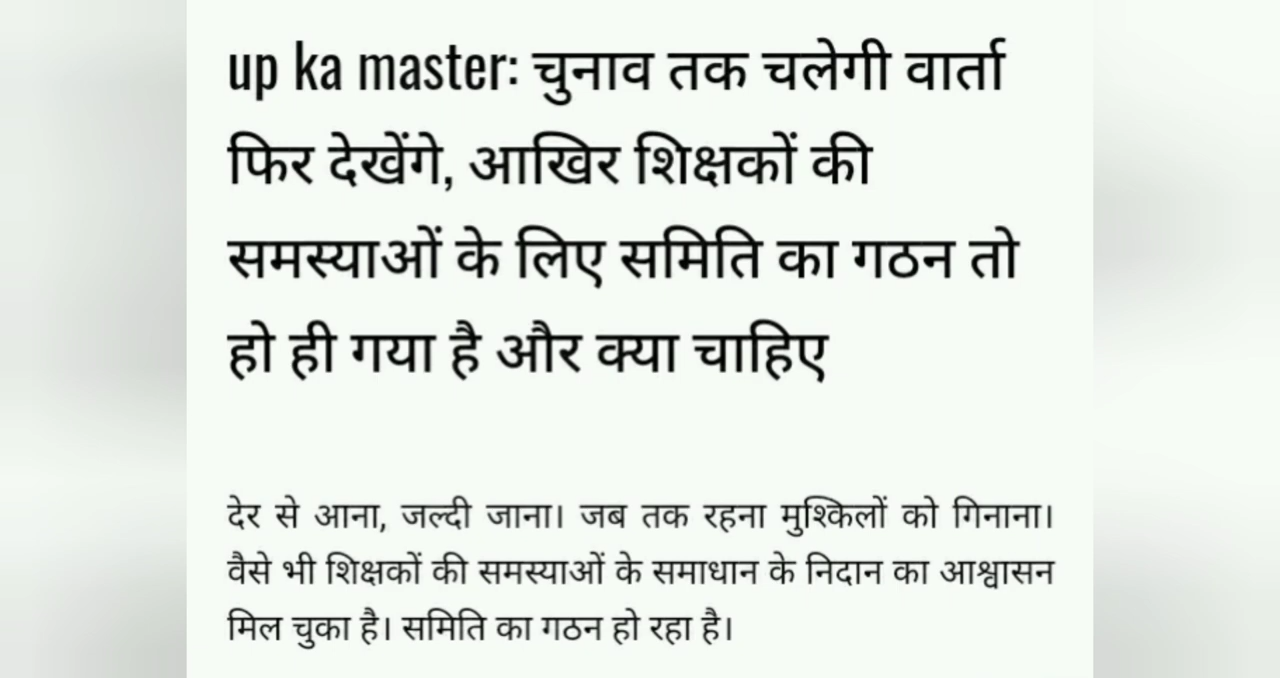 up ka master: चुनाव तक चलेगी वार्ता
फिर देखेंगे, आखिर शिक्षकों की
समस्याओं के लिए समिति का गठन तो
हो ही गया है और क्या चाहिए
देर से आना, जल्दी जाना। जब तक रहना मुश्किलों को गिनाना।
वैसे भी शिक्षकों की समस्याओं के समाधान के निदान का आश्वासन
मिल चुका है। समिति का गठन हो रहा है।